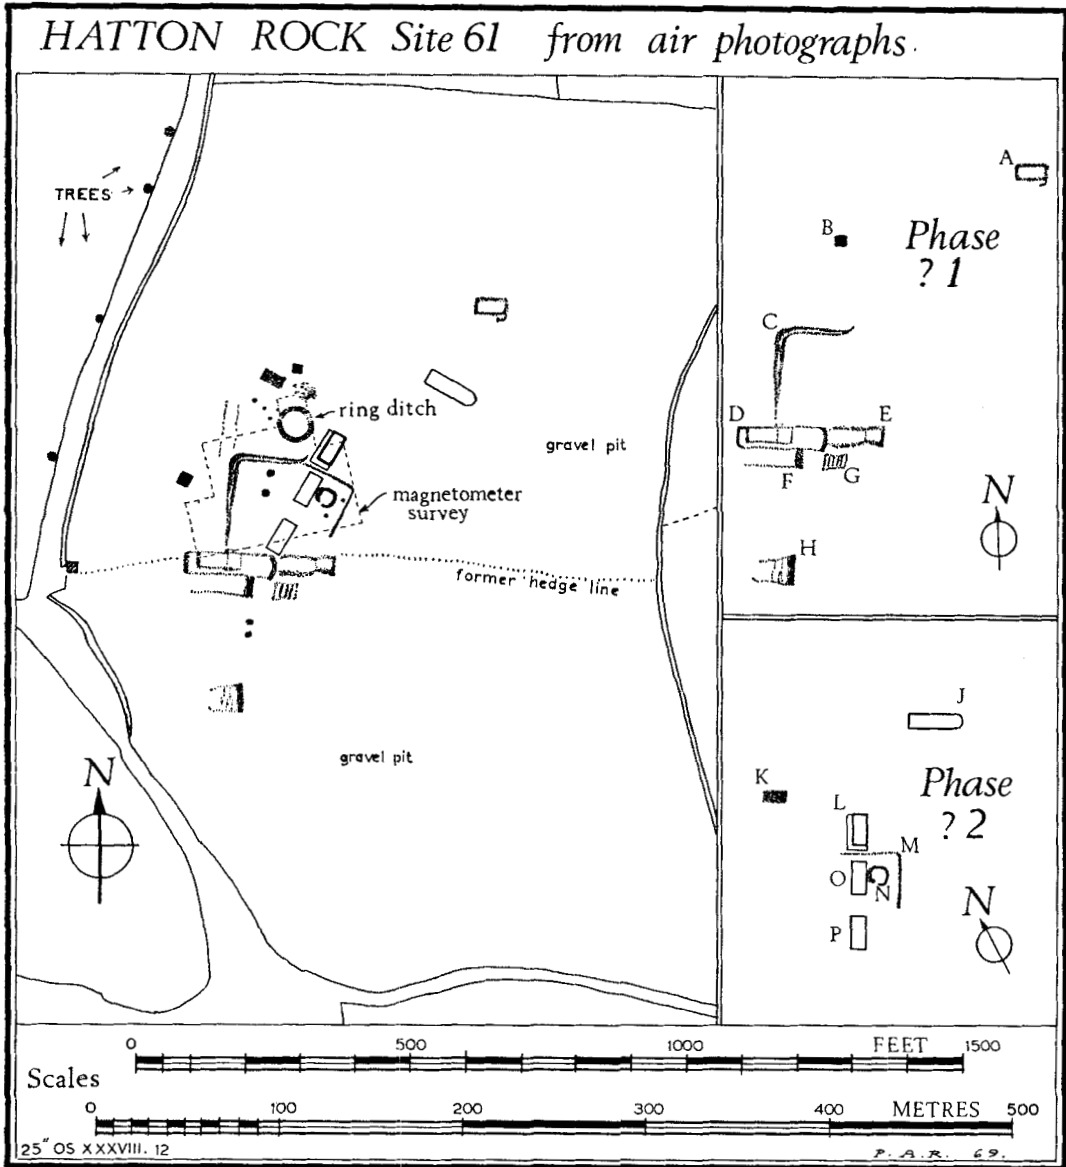 HATTON ROCK Site 61 from air photographs.
TREES
ring ditch
gravel pit
magnetometer
survey
former hedge line
gravel pit
N
A
B
Phase
? 1
C
D
E
F
G
N
H
J
K
Phase
? 2
L
M
O
N
P
N
0 500 1000 FEET 1500
Scales
0 100 200 300 400 METRES 500
25" OS XXXVIII. 12
P. A. R. 69.